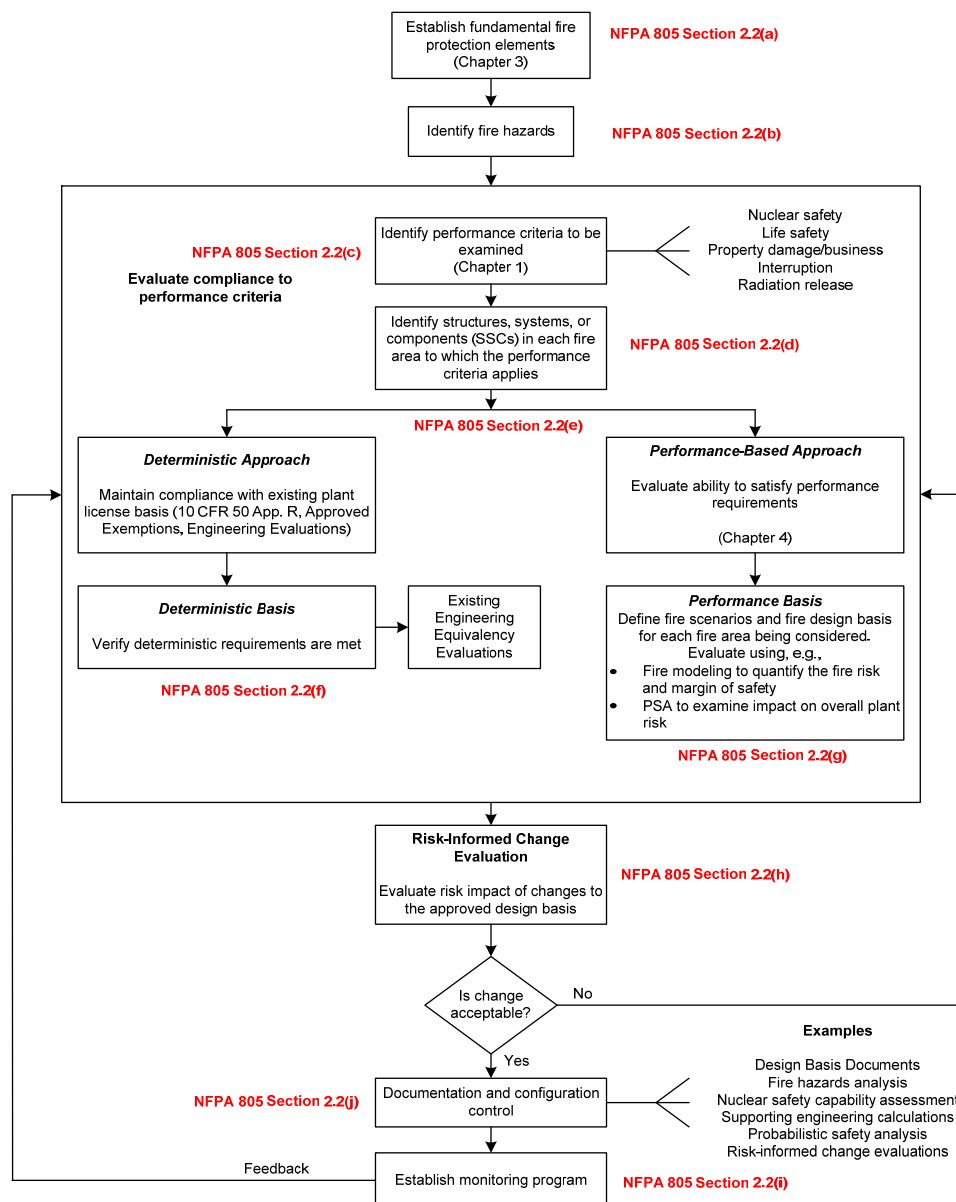 Establish fundamental fire
protection elements
(Chapter 3)
NFPA 805 Section 2.2(a)
Identify fire hazards
NFPA 805 Section 2.2(b)
NFPA 805 Section 2.2(c)
Evaluate compliance to
performance criteria
Identify performance criteria to be
examined
(Chapter 1)
Nuclear safety
Life safety
Property damage/business
Interruption
Radiation release
Identify structures, systems, or
components (SSCs) in each fire
area to which the performance
criteria applies
NFPA 805 Section 2.2(d)
NFPA 805 Section 2.2(e)
Deterministic Approach
Maintain compliance with existing plant
license basis (10 CFR 50 App. R, Approved
Exemptions, Engineering Evaluations)
Performance-Based Approach
Evaluate ability to satisfy performance
requirements
(Chapter 4)
Deterministic Basis
Verify deterministic requirements are met
Existing
Engineering
Equivalency
Evaluations
NFPA 805 Section 2.2(f)
Performance Basis
Define fire scenarios and fire design basis
for each fire area being considered.
Evaluate using, e.g.,
• Fire modeling to quantify the fire risk
and margin of safety
• PSA to examine impact on overall plant
risk
NFPA 805 Section 2.2(g)
Risk-Informed Change
Evaluation
Evaluate risk impact of changes to
the approved design basis
NFPA 805 Section 2.2(h)
Is change
acceptable?
No
Yes
Examples
Design Basis Documents
Fire hazards analysis
Nuclear safety capability assessment
Supporting engineering calculations
Probabilistic safety analysis
Risk-informed change evaluations
NFPA 805 Section 2.2(j)
Documentation and configuration
control
Feedback
Establish monitoring program
NFPA 805 Section 2.2(i)